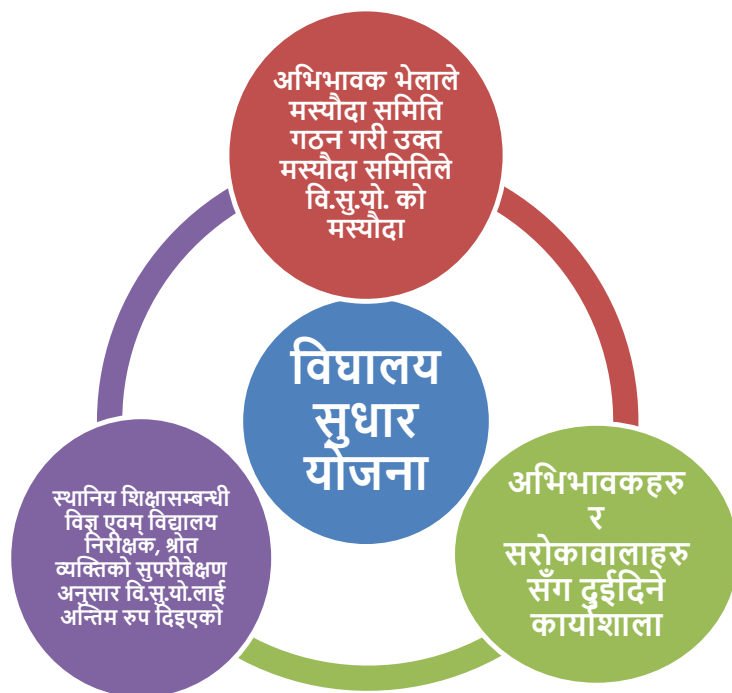 अभिभावक भेलाले
मस्यौदा समिति
गठन गरी उक्त
मस्यौदा समितिले
वि.सु.यो. को
मस्यौदा
विघालय
सुधार
योजना
अभिभावकहरु
र
सरोकावालाहरु
सँग दुईदिने
कार्याेशाला
स्थानिय शिक्षासम्बन्धी
विज्ञ एवम् विद्यालय
निरीक्षक, श्रोत
व्यक्तिको सुपरीबेक्षण
अनुसार वि.सु.यो.लाई
अन्तिम रुप दिइएको